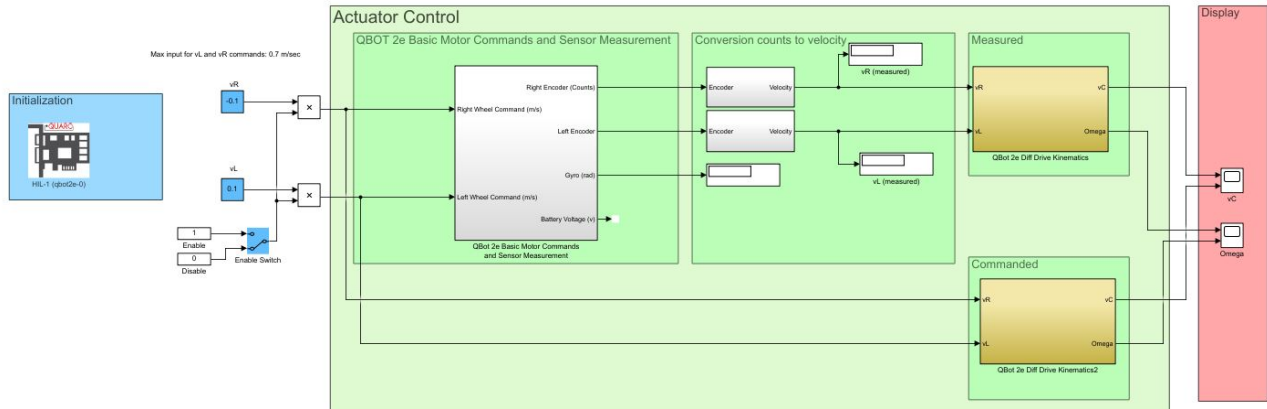 Actuator Control
Display
QBOT 2e Basic Motor Commands and Sensor Measurement
Conversion counts to velocity
Measured
Max input for vL and vR commands: 0.7 m/sec
vR (measured)
vR
Initialization
-0.1
×
Right Encoder (Counts)
Encoder
Velocity
vR
vC
QUARC
Right Wheel Command (m/s)
Left Encoder
Encoder
Velocity
vL
Omega
QBot 2e Diff Drive Kinematics
vL
HIL-1 (qbot2e-0)
Gyro (rad)
vL (measured)
0.1
×
Left Wheel Command (m/s)
vC
Battery Voltage (v)
1
Enable
QBot 2e Basic Motor Commands
and Sensor Measurement
0
Disable
Enable Switch
Omega
Commanded
vR
vC
vL
Omega
QBot 2e Diff Drive Kinematics2